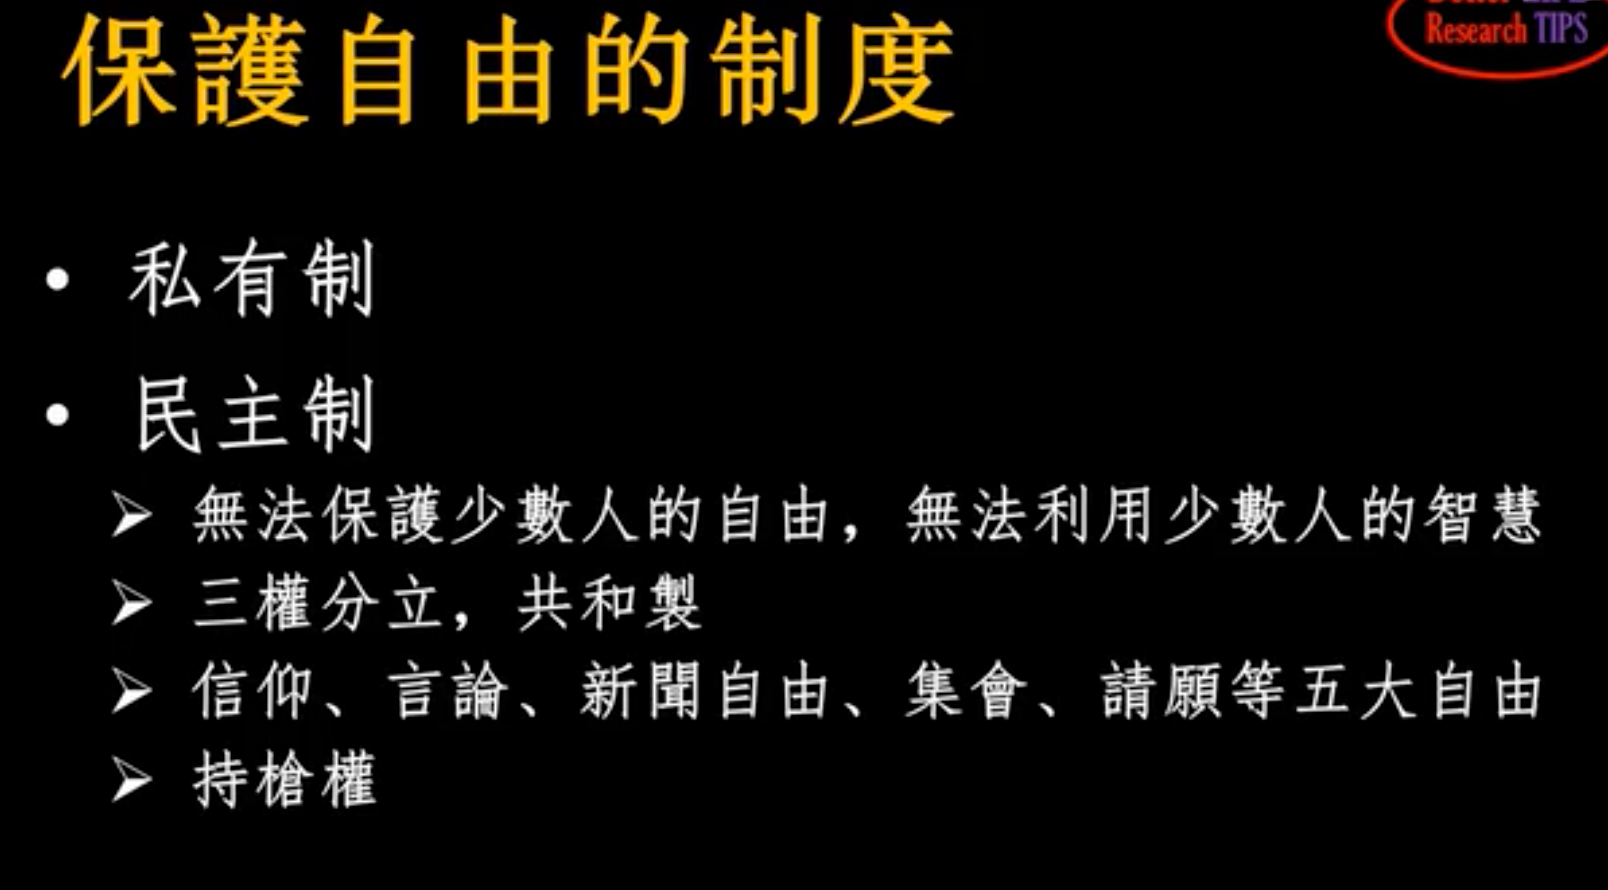 保護自由的制度
Research TIPS
• 私有制
• 民主制
➢ 無法保護少數人的自由，無法利用少數人的智慧
➢ 三權分立，共和製
➢ 信仰、言論、新聞自由、集會、請願等五大自由
➢ 持槍權